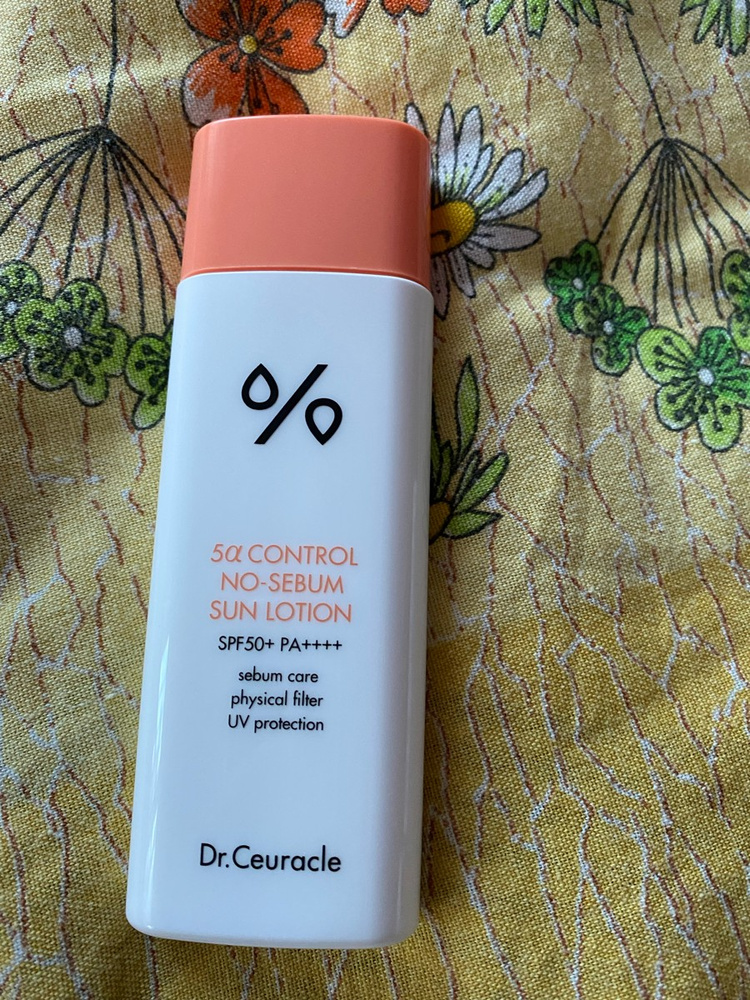 5α CONTROL
NO-SEBUM
SUN LOTION
SPF50+ PA++++
sebum care
physical filter
UV protection
Dr.Ceuracle